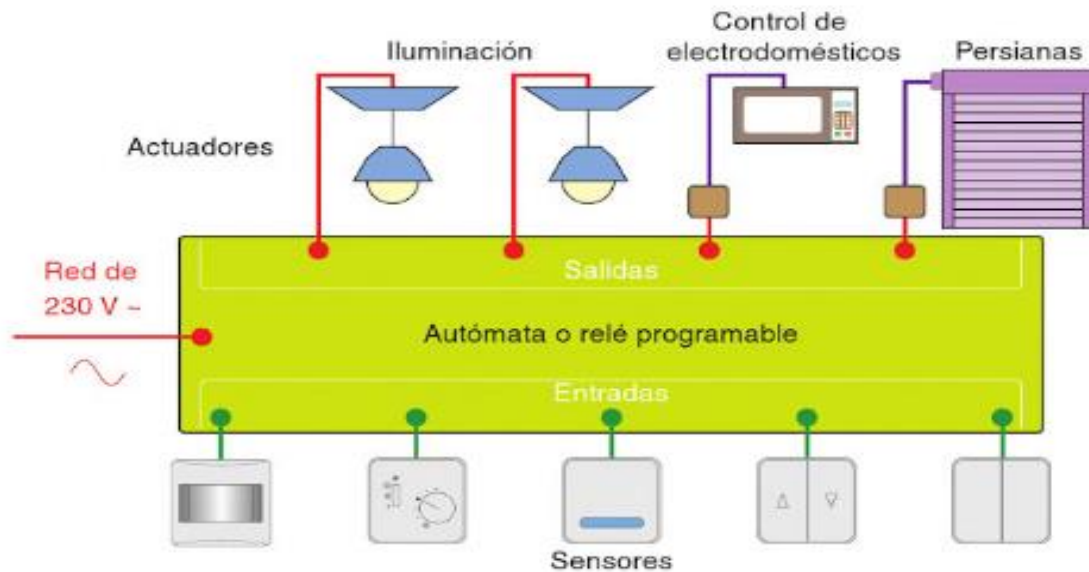 Iluminación
Control de
electrodomésticos
Persianas
Actuadores
Salidas
Red de
230 V ~
Autómata o relé programable
Entradas
Sensores